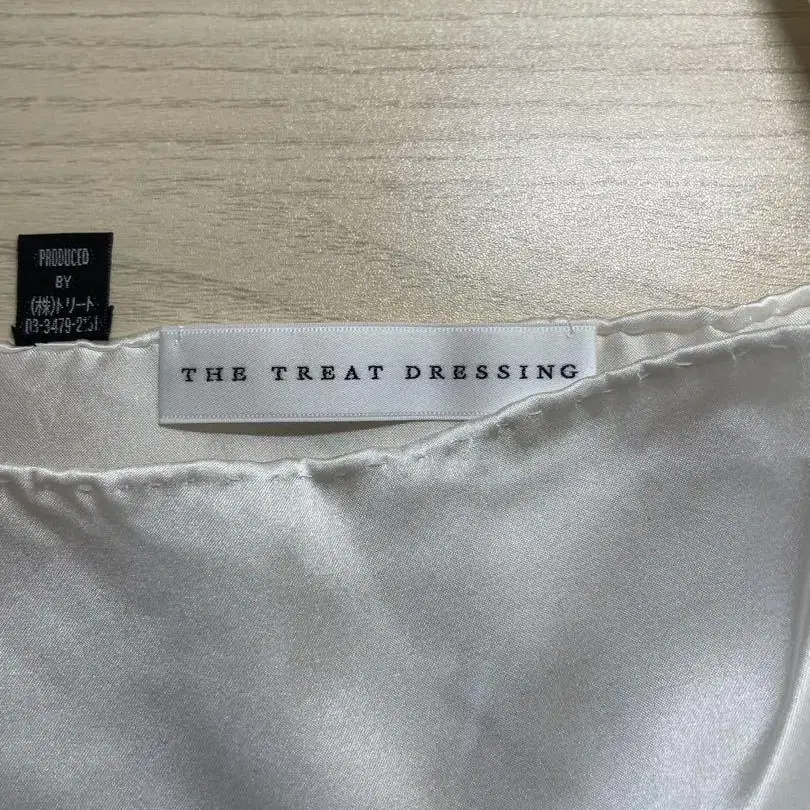 PRODUCED
BY
(株)トリート
THE TREAT DRESSING